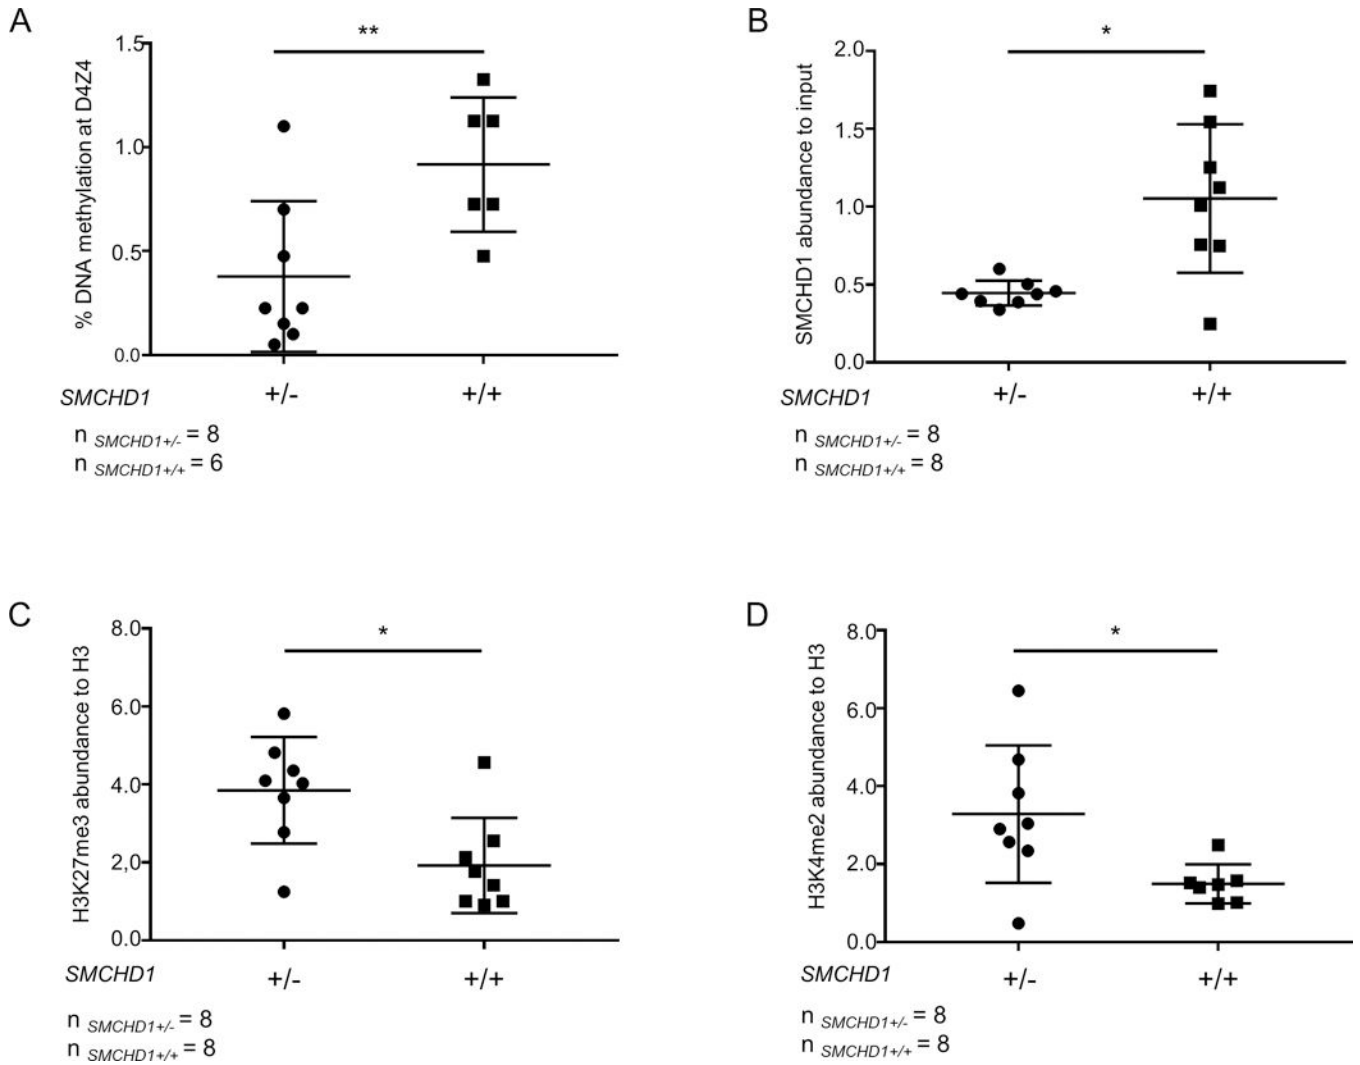 A
**
1.5
1.0
0.5
0.0
% DNA methylation at D4Z4
SMCHD1
+/-
+/+
n SMCHD1+/- = 8
n SMCHD1+/+ = 6
B
*
2.0
1.5
1.0
0.5
0.0
SMCHD1 abundance to input
SMCHD1
+/-
+/+
n SMCHD1+/- = 8
n SMCHD1+/+ = 8
C
*
8.0
6.0
4.0
2,0
0.0
H3K27me3 abundance to H3
SMCHD1
+/-
+/+
n SMCHD1+/- = 8
n SMCHD1+/+ = 8
D
*
8.0
6.0
4.0
2.0
0.0
H3K4me2 abundance to H3
SMCHD1
+/-
+/+
n SMCHD1+/- = 8
n SMCHD1+/+ = 8